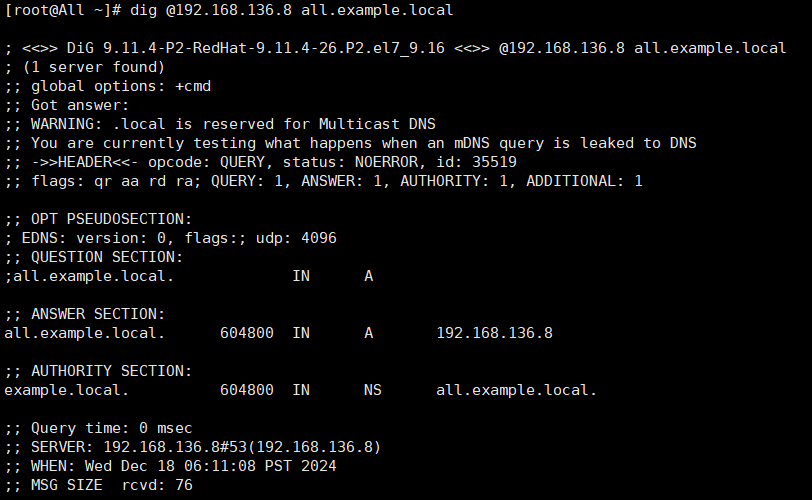 [root@All ~]# dig @192.168.136.8 all.example.local
; <<>> DiG 9.11.4-P2-RedHat-9.11.4-26.P2.el7_9.16 <<>> @192.168.136.8 all.example.local
; (1 server found)
;; global options: +cmd
;; Got answer:
;; WARNING: .local is reserved for Multicast DNS
;; You are currently testing what happens when an mDNS query is leaked to DNS
;; ->>HEADER<<- opcode: QUERY, status: NOERROR, id: 35519
;; flags: qr aa rd ra; QUERY: 1, ANSWER: 1, AUTHORITY: 1, ADDITIONAL: 1
;; OPT PSEUDOSECTION:
; EDNS: version: 0, flags:; udp: 4096
;; QUESTION SECTION:
;all.example.local. IN A
;; ANSWER SECTION:
all.example.local. 604800 IN A 192.168.136.8
;; AUTHORITY SECTION:
example.local. 604800 IN NS all.example.local.
;; Query time: 0 msec
;; SERVER: 192.168.136.8#53(192.168.136.8)
;; WHEN: Wed Dec 18 06:11:08 PST 2024
;; MSG SIZE rcvd: 76